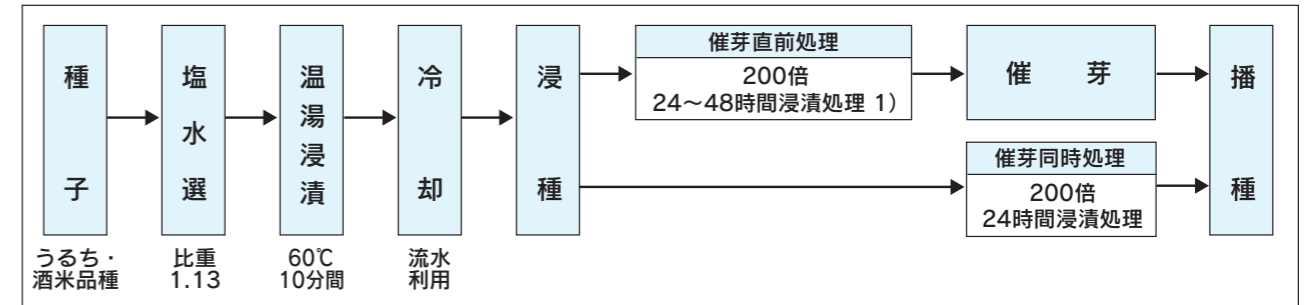 種子
うるち・
酒米品種
塩水選
比重
1.13
温湯浸漬
60℃
10分間
冷却
流水
利用
浸種
催芽直前処理
200倍
24〜48時間浸漬処理 1）
催芽
催芽同時処理
200倍
24時間浸漬処理
播種